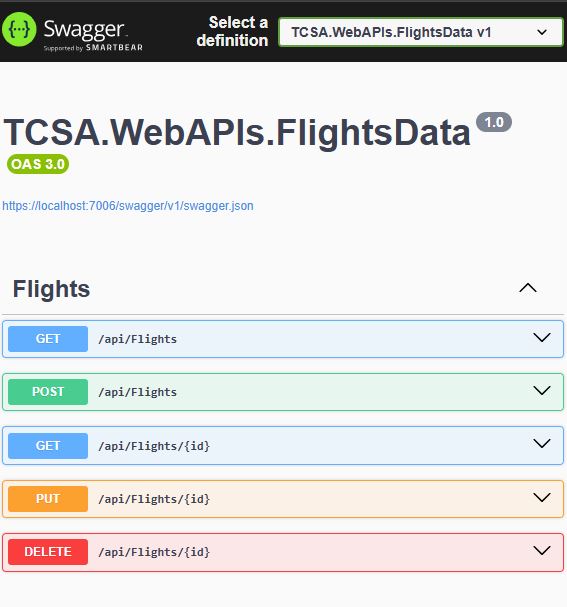 Swagger
Supported by SMARTBEAR
Select a
definition
TCSA.WebAPIs.FlightsData v1
TCSA.WebAPIs.FlightsData 1.0
OAS 3.0
https://localhost:7006/swagger/v1/swagger.json
Flights
GET /api/Flights
POST /api/Flights
GET /api/Flights/{id}
PUT /api/Flights/{id}
DELETE /api/Flights/{id}